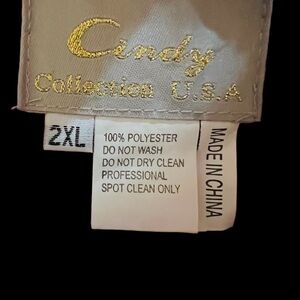 Cindy
Collection U.S.A
2XL
100% POLYESTER
DO NOT WASH
DO NOT DRY CLEAN
PROFESSIONAL
SPOT CLEAN ONLY
MADE IN CHINA